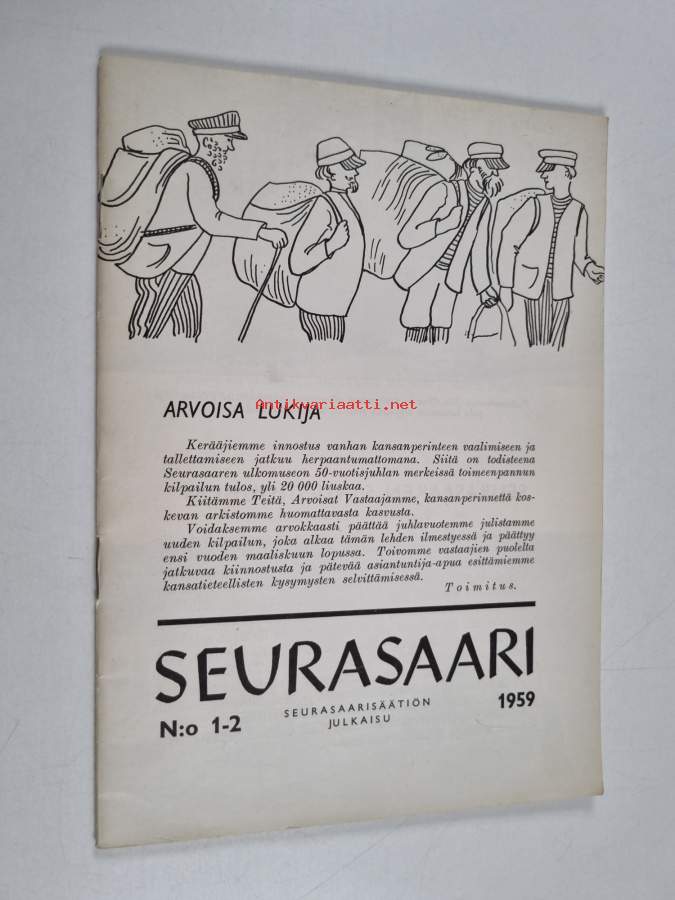 ARVOISA LUKIJA
Antikvariaatti.net
Kerääjiemme innostus vanhan kansanperinteen vaalimiseen ja
tallettamiseen jatkuu herpaantumattomana. Siitä on todisteena
Seurasaaren ulkomuseon 50-vuotisjuhlan merkeissä toimeenpannun
kilpailun tulos, yli 20 000 liuskaa.
Kiitämme Teitä, Arvoisat Vastaajamme, kansanperinnettä kos-
kevan arkistomme huomattavasta kasvusta.
Voidaksemme arvokkaasti päättää juhlavuotemme julistamme
uuden kilpailun, joka alkaa tämän lehden ilmestyessä ja päättyy
ensi vuoden maaliskuun lopussa. Toivomme vastaajien puolelta
jatkuvaa kiinnostusta ja pätevää asiantuntija-apua esittämiemme
kansatieteellisten kysymysten selvittämisessä.
Toimitus.
SEURASAARI
N:o 1-2
SEURASAARISÄÄTIÖN
JULKAISU
1959